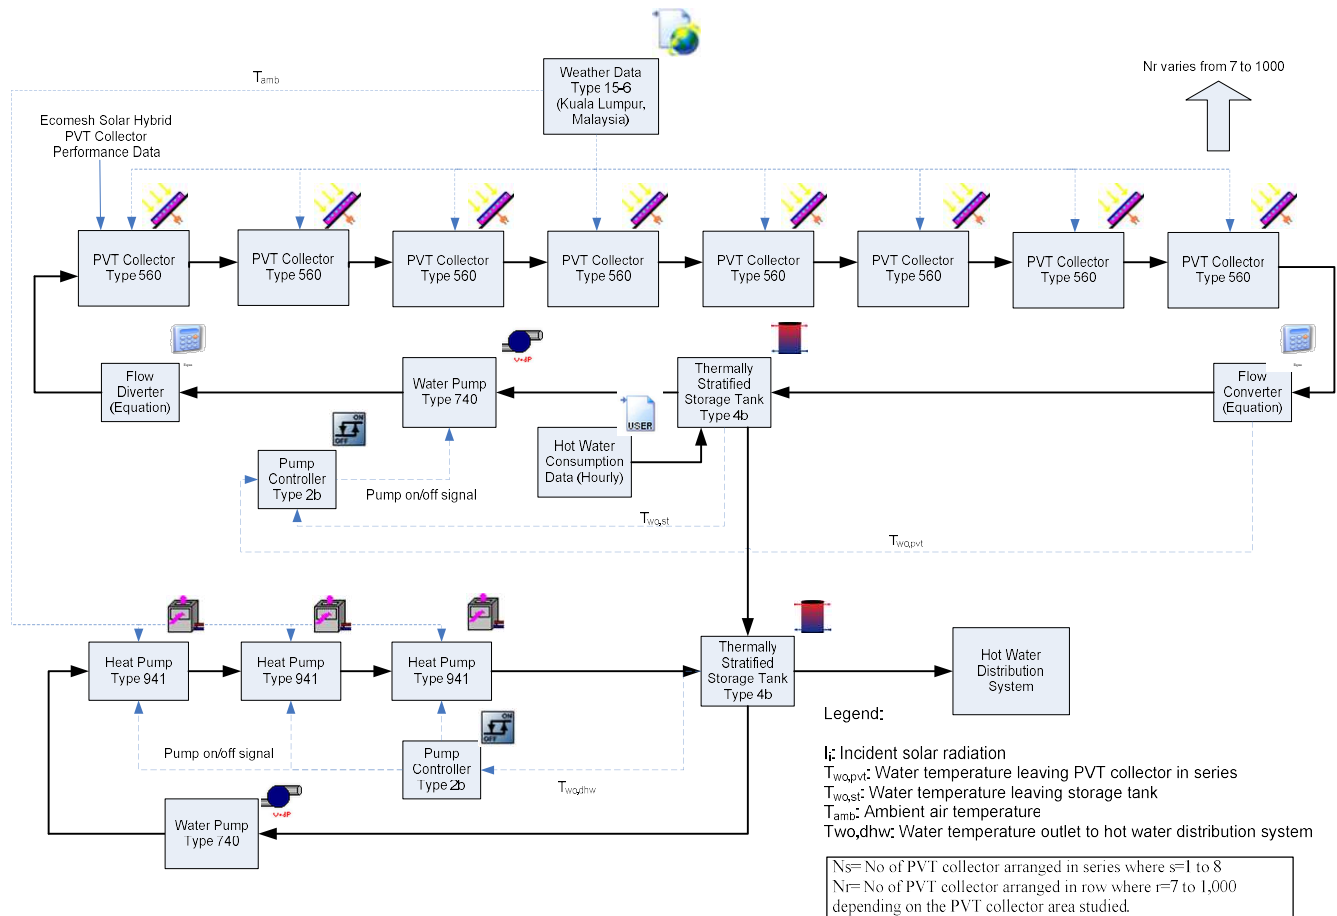 Weather Data
Type 15-6
(Kuala Lumpur,
Malaysia)
Nr varies from 7 to 1000
Tamb
Ecomesh Solar Hybrid
PVT Collector
Performance Data
PVT Collector
Type 560
PVT Collector
Type 560
PVT Collector
Type 560
PVT Collector
Type 560
PVT Collector
Type 560
PVT Collector
Type 560
PVT Collector
Type 560
PVT Collector
Type 560
Flow
Diverter
(Equation)
Water Pump
Type 740
Thermally
Stratified
Storage Tank
Type 4b
Flow
Converter
(Equation)
USER
ON
OFF
Hot Water
Consumption
Data (Hourly)
Pump
Controller
Type 2b
Pump on/off signal
Two,st
Two,pvt
Heat Pump
Type 941
Heat Pump
Type 941
Heat Pump
Type 941
Thermally
Stratified
Storage Tank
Type 4b
Hot Water
Distribution
System
ON
OFF
Pump on/off signal
Pump
Controller
Type 2b
Two,dhw
Water Pump
Type 740
Legend:
Ii: Incident solar radiation
Two,pvt: Water temperature leaving PVT collector in series
Two,st: Water temperature leaving storage tank
Tamb: Ambient air temperature
Two,dhw: Water temperature outlet to hot water distribution system
Ns= No of PVT collector arranged in series where s=1 to 8
Nr= No of PVT collector arranged in row where r=7 to 1,000
depending on the PVT collector area studied.